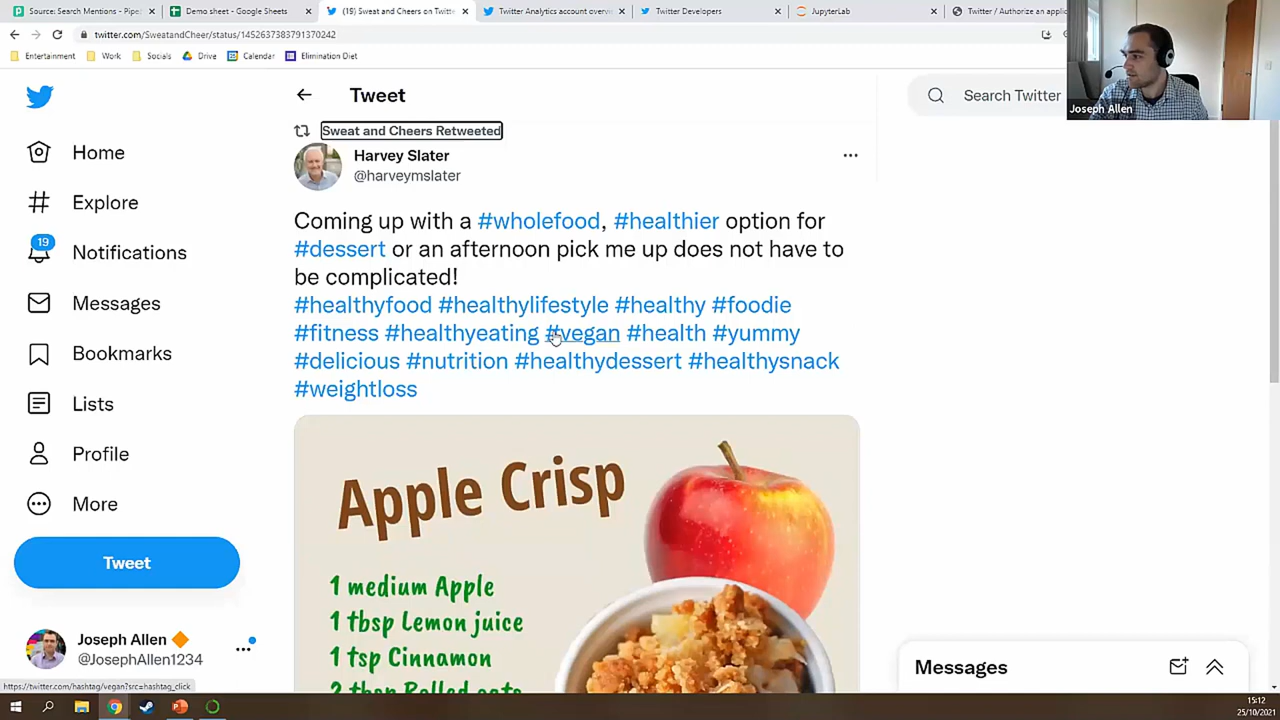 Source: Search Mentions - Pipe
Demo sheet - Google Sheets
(19) Sweat and Cheers on Twitte
Twitter Analytics account overvi
Twitter Developers
JupyterLab
Twitter / Authorize an applic
twitter.com/SweatandCheer/status/1452637383791370242
Entertainment
Work
Socials
Drive
Calendar
Elimination Diet
Joseph Allen
Tweet
Search Twitter
Sweat and Cheers Retweeted
Harvey Slater
@harveymslater
Home
Explore
19
Notifications
Messages
Bookmarks
Lists
Profile
More
Tweet
Coming up with a #wholefood, #healthier option for
#dessert or an afternoon pick me up does not have to
be complicated!
#healthyfood #healthylifestyle #healthy #foodie
#fitness #healthyeating #vegan #health #yummy
#delicious #nutrition #healthydessert #healthysnack
#weightloss
Apple Crisp
1 medium Apple
1 tbsp Lemon juice
1 tsp Cinnamon
2 tbsp Rolled oats
Joseph Allen
@JosephAllen1234
Messages
https://twitter.com/hashtag/vegan?src=hashtag_click
15:12
25/10/2021